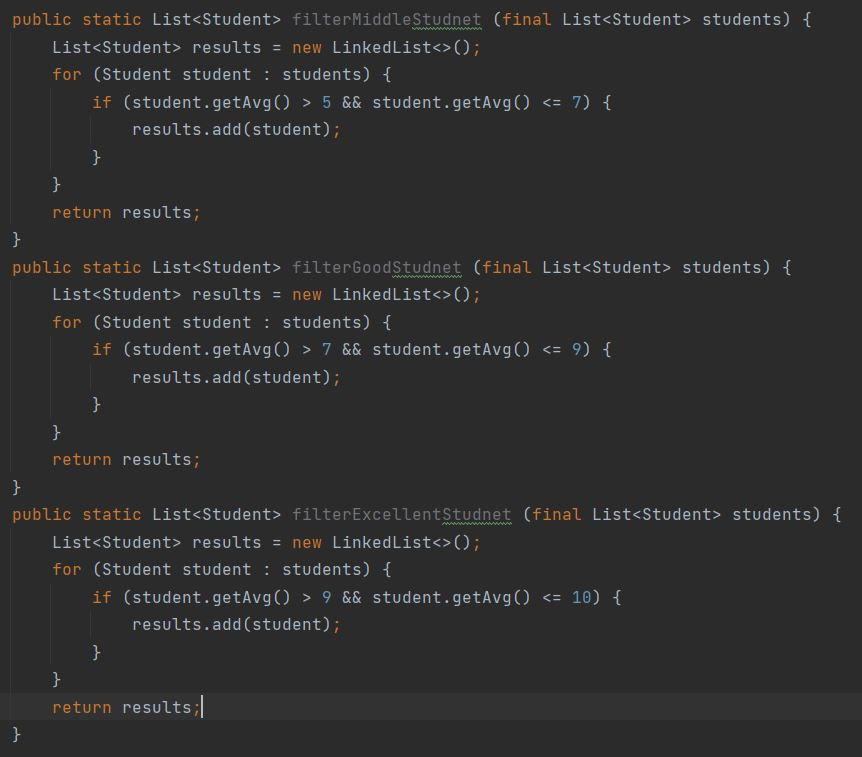 public static List<Student> filterMiddleStudnet (final List<Student> students) {
    List<Student> results = new LinkedList<>();
    for (Student student : students) {
        if (student.getAvg() > 5 && student.getAvg() <= 7) {
            results.add(student);
        }
    }
    return results;
}
public static List<Student> filterGoodStudnet (final List<Student> students) {
    List<Student> results = new LinkedList<>();
    for (Student student : students) {
        if (student.getAvg() > 7 && student.getAvg() <= 9) {
            results.add(student);
        }
    }
    return results;
}
public static List<Student> filterExcellentStudnet (final List<Student> students) {
    List<Student> results = new LinkedList<>();
    for (Student student : students) {
        if (student.getAvg() > 9 && student.getAvg() <= 10) {
            results.add(student);
        }
    }
    return results;
}